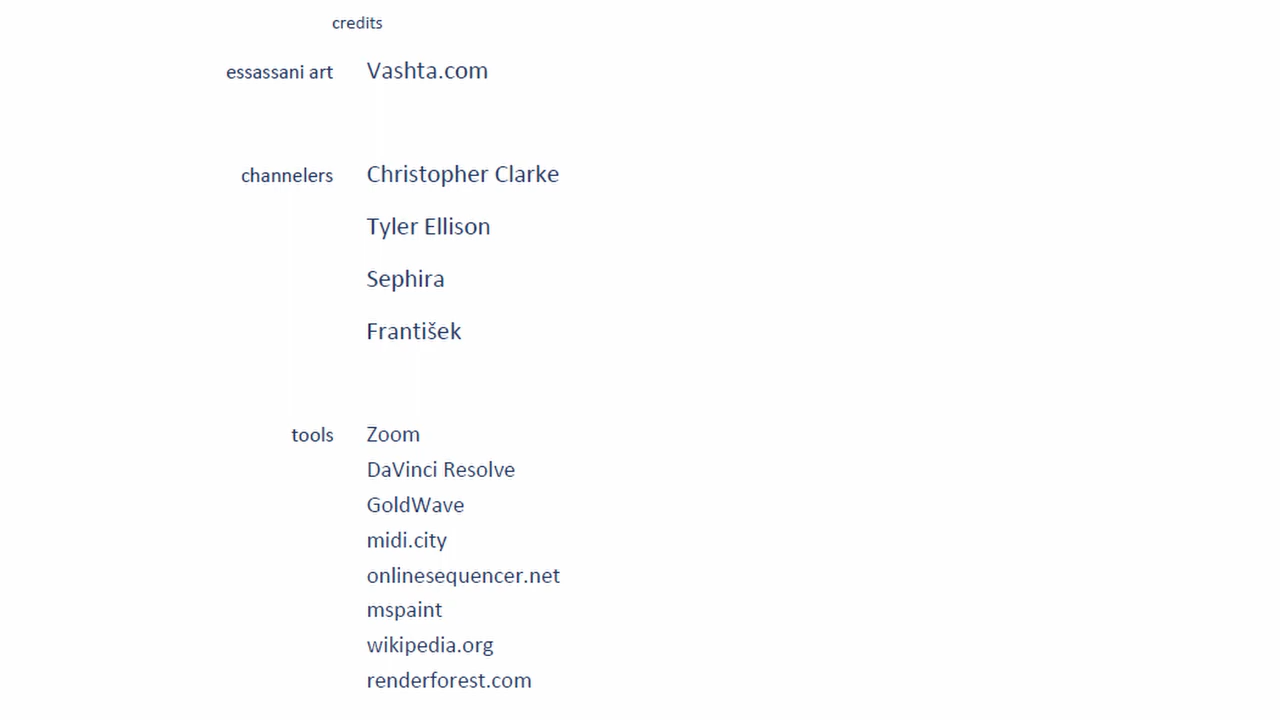 credits
essassani art Vashta.com
channelers Christopher Clarke
Tyler Ellison
Sephira
František
tools Zoom
DaVinci Resolve
GoldWave
midi.city
onlinesequencer.net
mspaint
wikipedia.org
renderforest.com